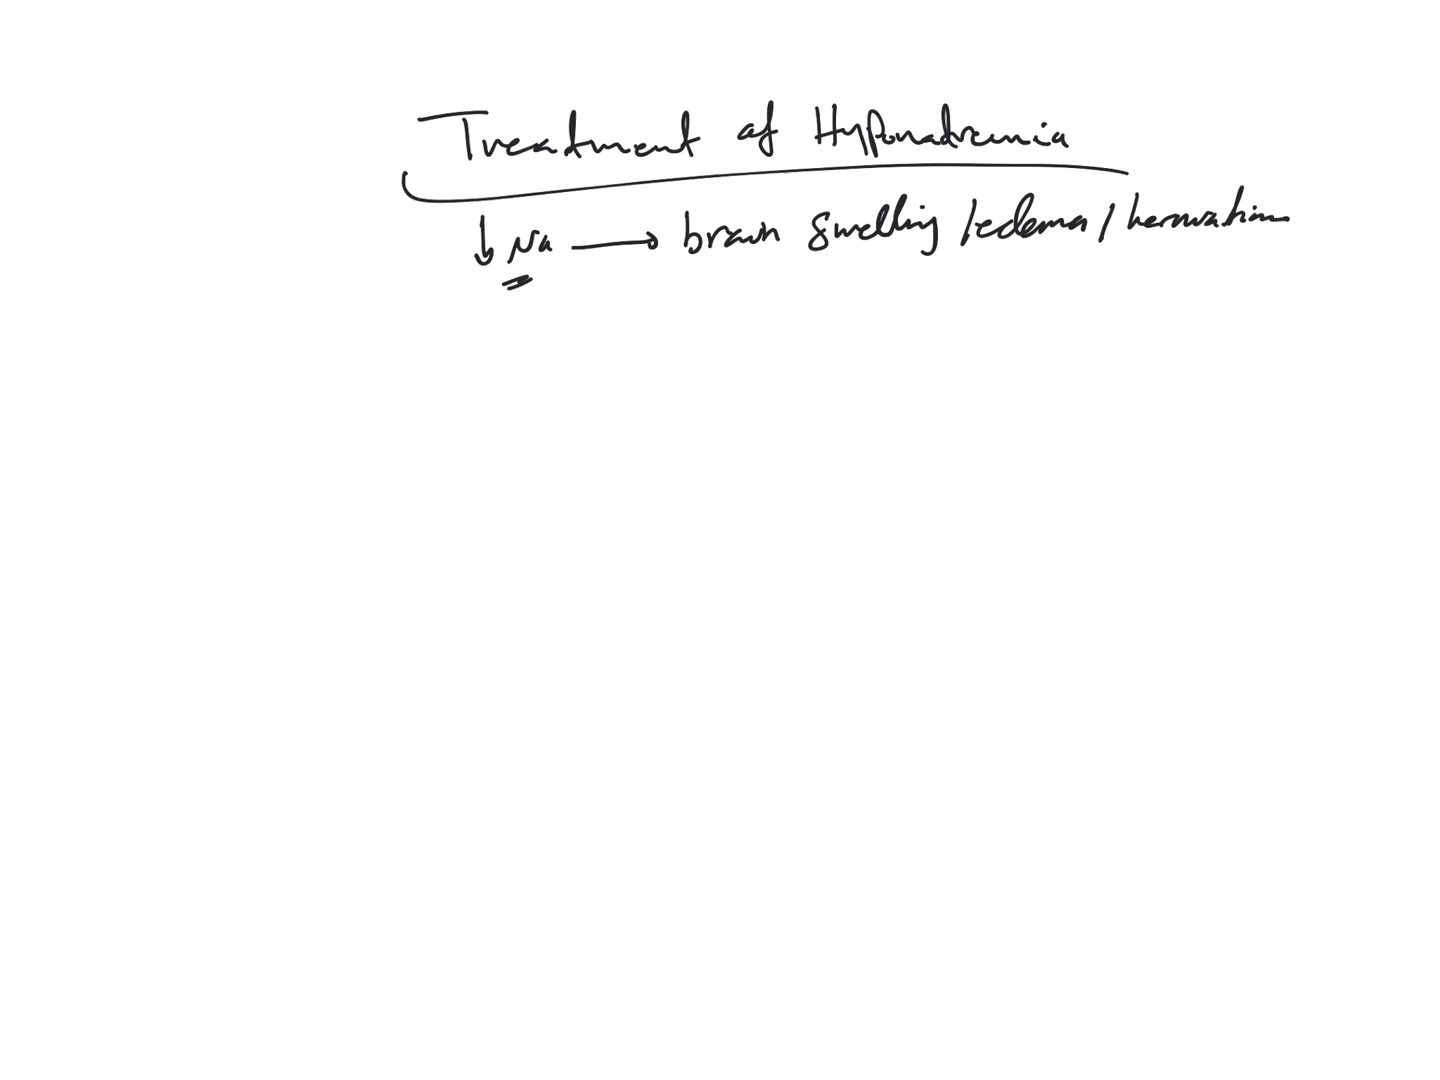 Treatment of Hyponatremia
↓ Na → brain swelling / edema / herniation